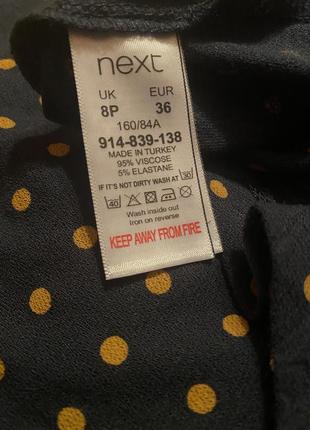 next
UK EUR
8P 36
160/84A
914-839-138
MADE IN TURKEY
95% VISCOSE
5% ELASTANE
IF IT'S NOT DIRTY WASH AT 30
40
Wash inside out
Iron on reverse
KEEP AWAY FROM FIRE